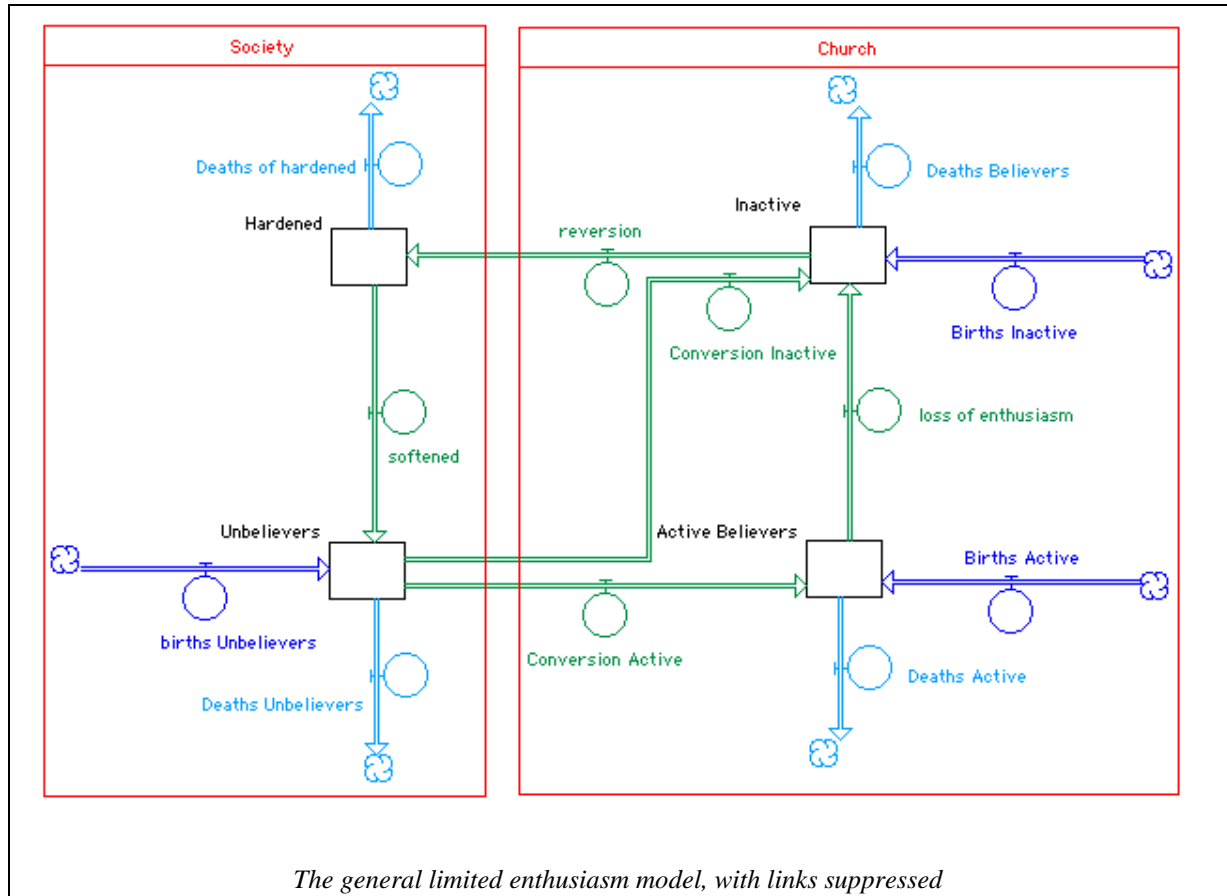 Society
Church
Deaths of hardened
Deaths Believers
Hardened
Inactive
reversion
Conversion Inactive
Births Inactive
softened
loss of enthusiasm
Unbelievers
Active Believers
Births Active
births Unbelievers
Conversion Active
Deaths Unbelievers
Deaths Active
The general limited enthusiasm model, with links suppressed